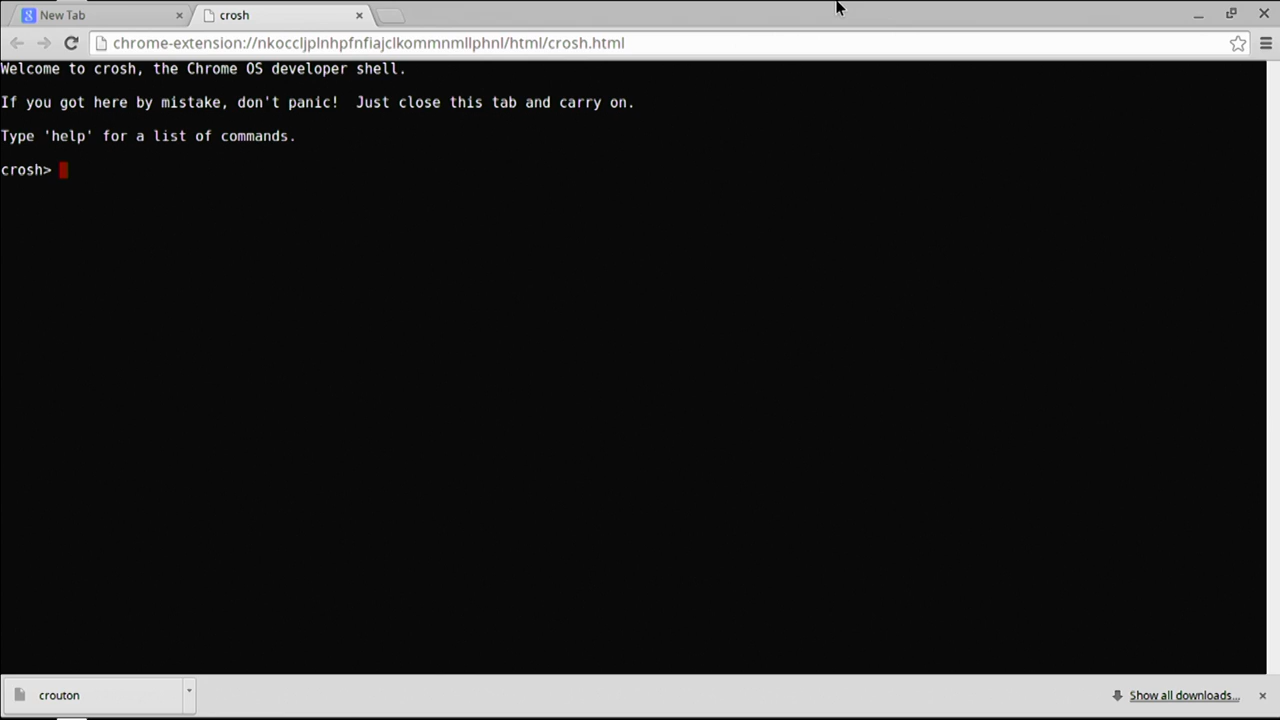 New Tab
crosh
chrome-extension://nkoccljplnhpfnfiajclkommnmllphnl/html/crosh.html
Welcome to crosh, the Chrome OS developer shell.
If you got here by mistake, don't panic!  Just close this tab and carry on.
Type 'help' for a list of commands.
crosh>
crouton
Show all downloads...